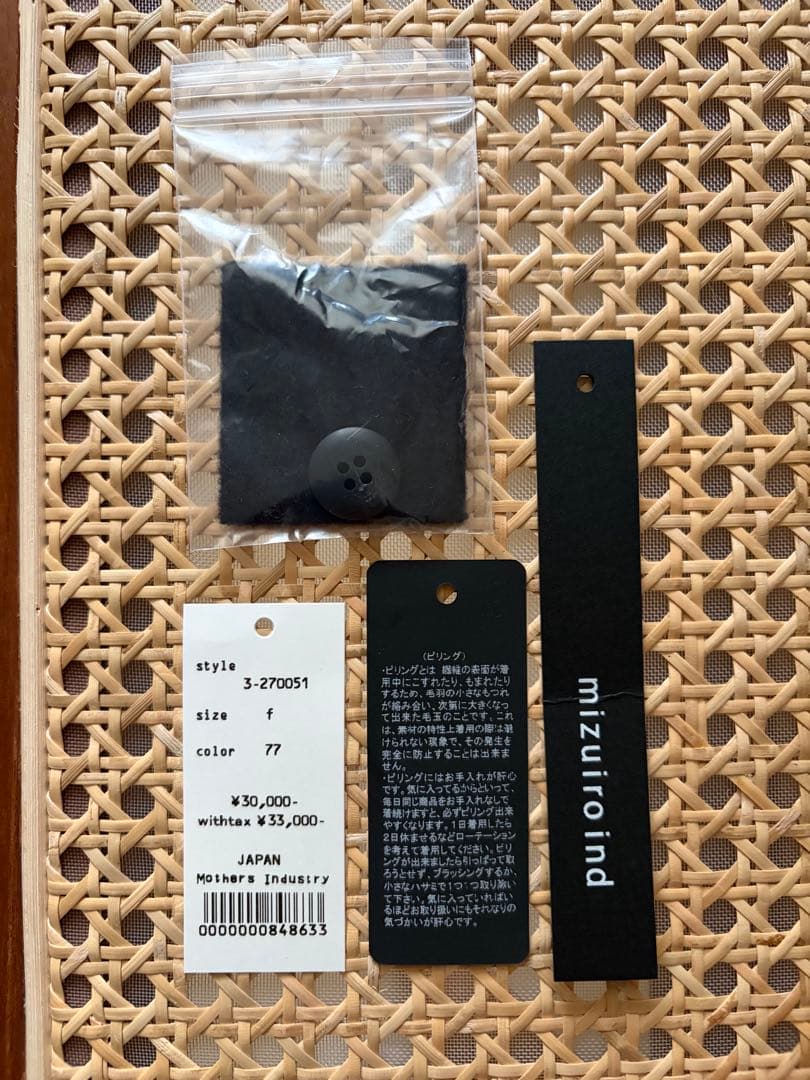 style
3-270051
size f
color 77
¥30,000-
withtax ¥33,000-
JAPAN
Mothers Industry
0000000848633
(ピリング)
・ピリングとは 繊維の表面が着
用中にこすれたり、もまれたり
するため、毛羽の小さなもつれ
が絡み合い、次第に大きくなっ
て出来た毛玉のことです。これ
は、素材の特性上着用の際は避
けられない現象で、その発生を
完全に防止することは出来ま
せん。
・ピリングにはお手入れが肝心
です。気に入ってるからといって、
毎日同じ商品をお手入れなしで
着続けますと、必ずピリング出来
やすくなります。1日着用したら
2日休ませるなどローテーション
を考えて着用してください。ピリ
ングが出来ましたら引っぱって取
ろうとせず、ブラッシングするか、
小さなハサミで1つ1つ取り除い
て下さい。気に入っていればい
るほどお取り扱いにもそれなりの
気づかいが肝心です。
mizuiro ind